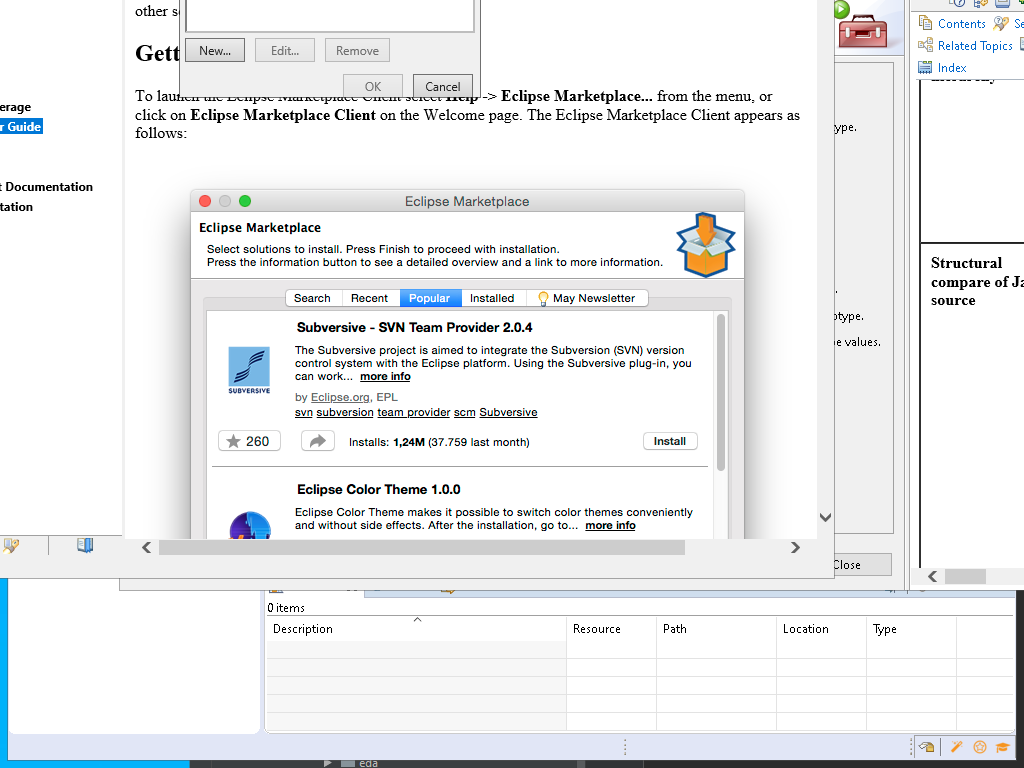 other s
Gett
New...
Edit...
Remove
OK
Cancel
To launch the Eclipse Marketplace Client select Help -> Eclipse Marketplace... from the menu, or
click on Eclipse Marketplace Client on the Welcome page. The Eclipse Marketplace Client appears as
follows:
erage
r Guide
t Documentation
tation
Eclipse Marketplace
Eclipse Marketplace
Select solutions to install. Press Finish to proceed with installation.
Press the information button to see a detailed overview and a link to more information.
Search
Recent
Popular
Installed
May Newsletter
Subversive - SVN Team Provider 2.0.4
The Subversive project is aimed to integrate the Subversion (SVN) version
control system with the Eclipse platform. Using the Subversive plug-in, you
can work... more info
SUBVERSIVE
by Eclipse.org, EPL
svn subversion team provider scm Subversive
260
Installs: 1,24M (37.759 last month)
Install
Eclipse Color Theme 1.0.0
Eclipse Color Theme makes it possible to switch color themes conveniently
and without side effects. After the installation, go to... more info
ype.
otype.
e values.
Close
Contents
Se
Related Topics
Index
Structural
compare of Ja
source
0 items
Description
Resource
Path
Location
Type
eda